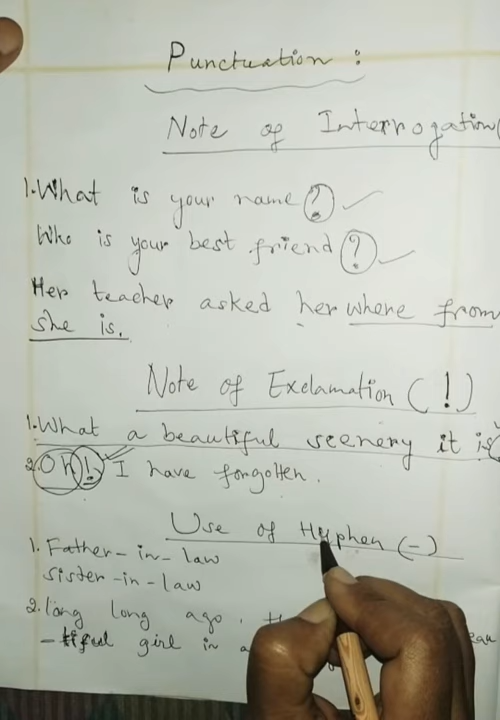 Punctuation :
Note of Interrogation(
1. What is your name ?
Who is your best friend ?
Her teacher asked her where from
she is.
Note of Exclamation ( ! )
1. What a beautiful scenery it is
2. Oh ! I have forgotten.
Use of Hyphen (-)
1. Father-in-law
Sister-in-law
2. long long ago,
-tiful girl in a